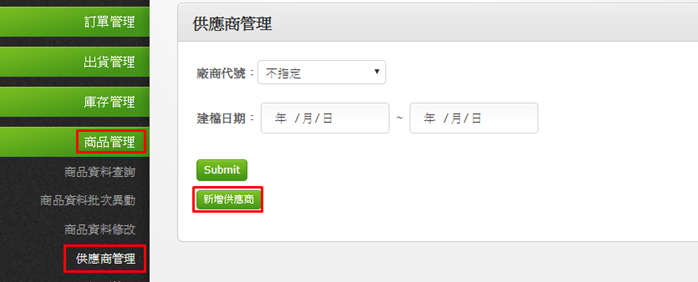 訂單管理
出貨管理
庫存管理
商品管理
商品資料查詢
商品資料批次異動
商品資料修改
供應商管理
供應商管理
廠商代號：不指定
建檔日期： 年 /月/日 ~ 年 /月/日
Submit
新增供應商